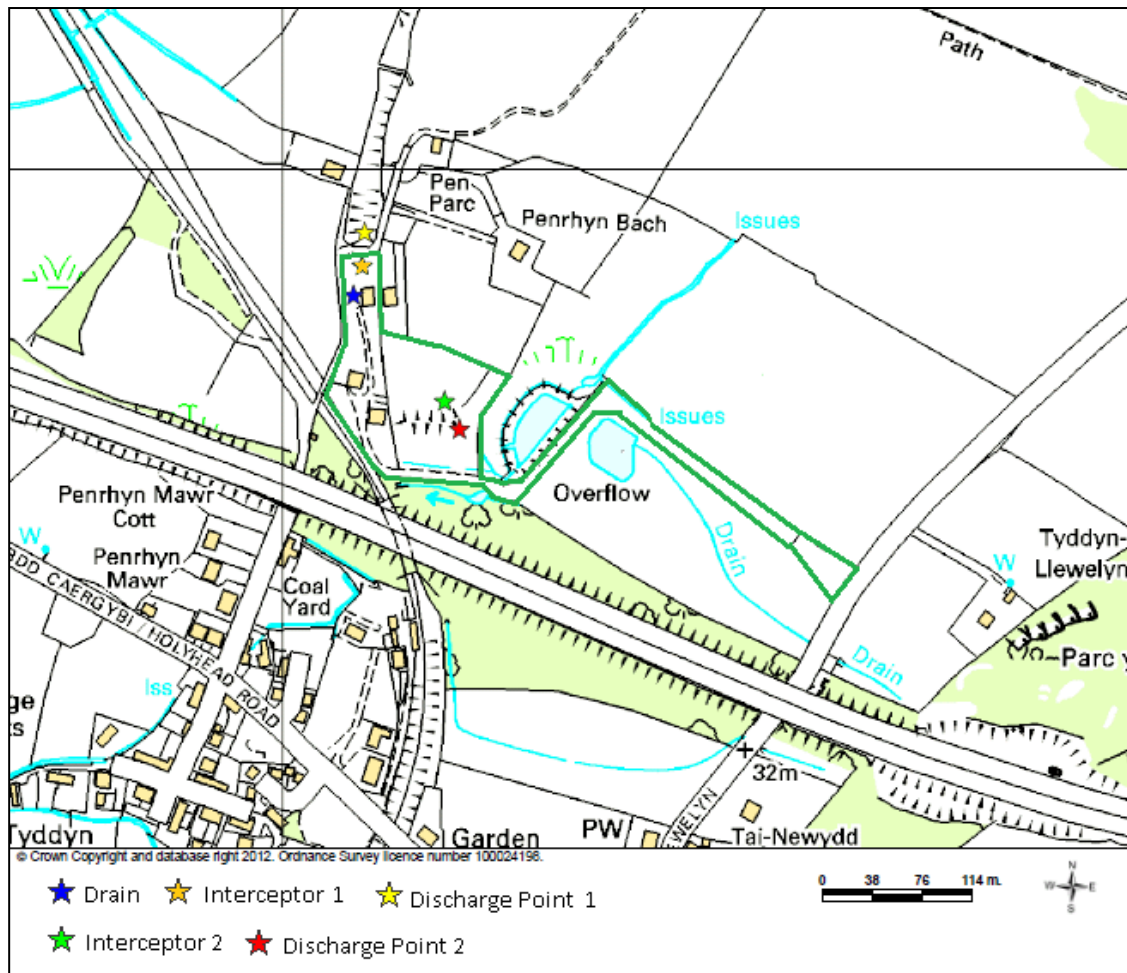 Path
Pen
Parc
Penrhyn Bach
Issues
Issues
Overflow
Drain
Penrhyn Mawr
Cott
W
Penrhyn
Mawr
Coal
Yard
BDD CAERGYBI / HOLYHEAD ROAD
Iss
ge
ks
W
Tyddyn-
Llewelyn
Parc y
Drain
32m
WELYN
Tyddyn
Garden
PW
Tai-Newydd
© Crown Copyright and database right 2012. Ordnance Survey licence number 100024198.
Drain Interceptor 1 Discharge Point 1
Interceptor 2 Discharge Point 2
0 38 76 114 m.
N
W E
S